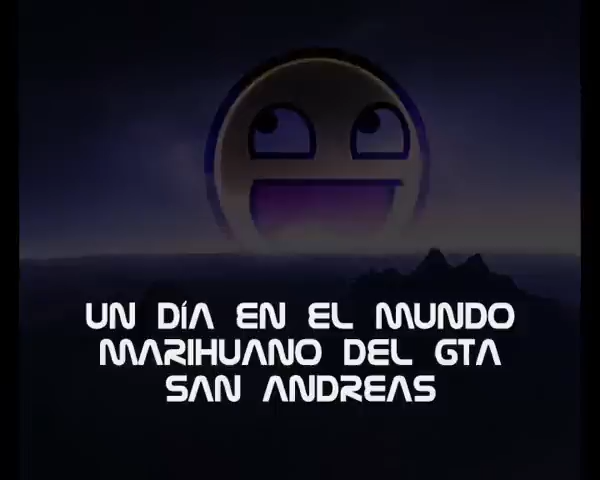 UN DÍA EN EL MUNDO
MARIHUANO DEL GTA
SAN ANDREAS